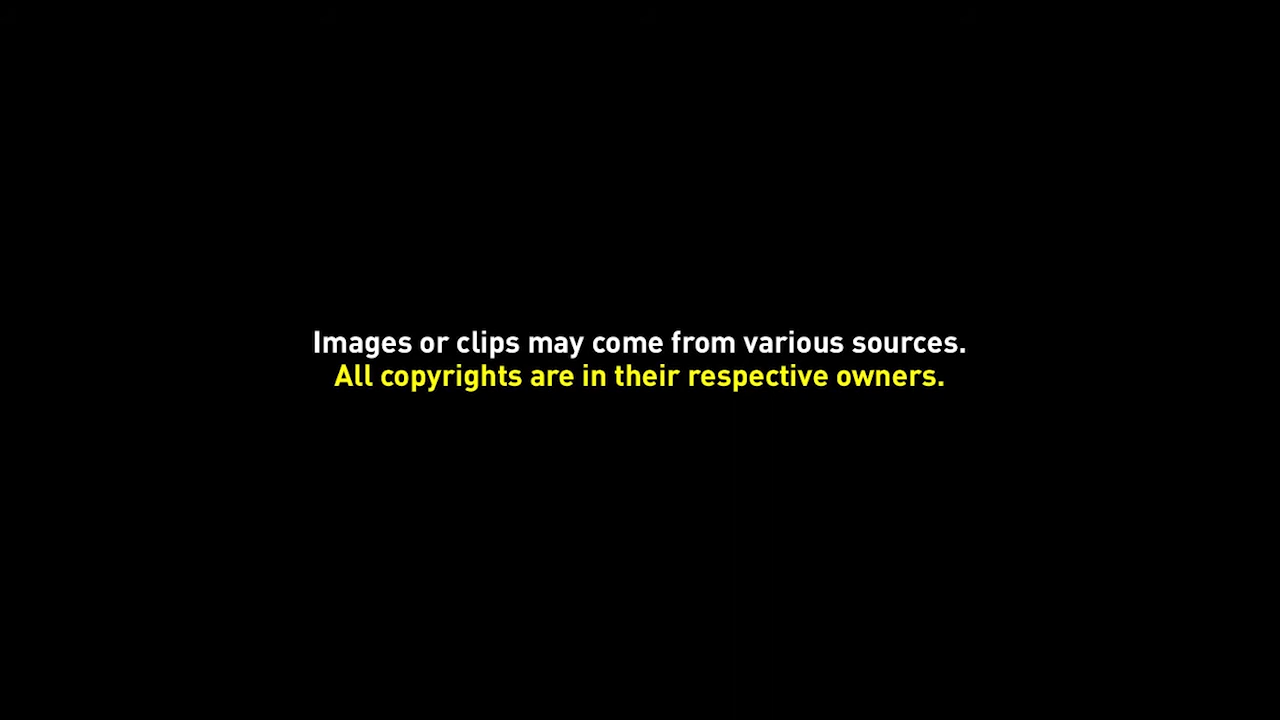 Images or clips may come from various sources.
All copyrights are in their respective owners.